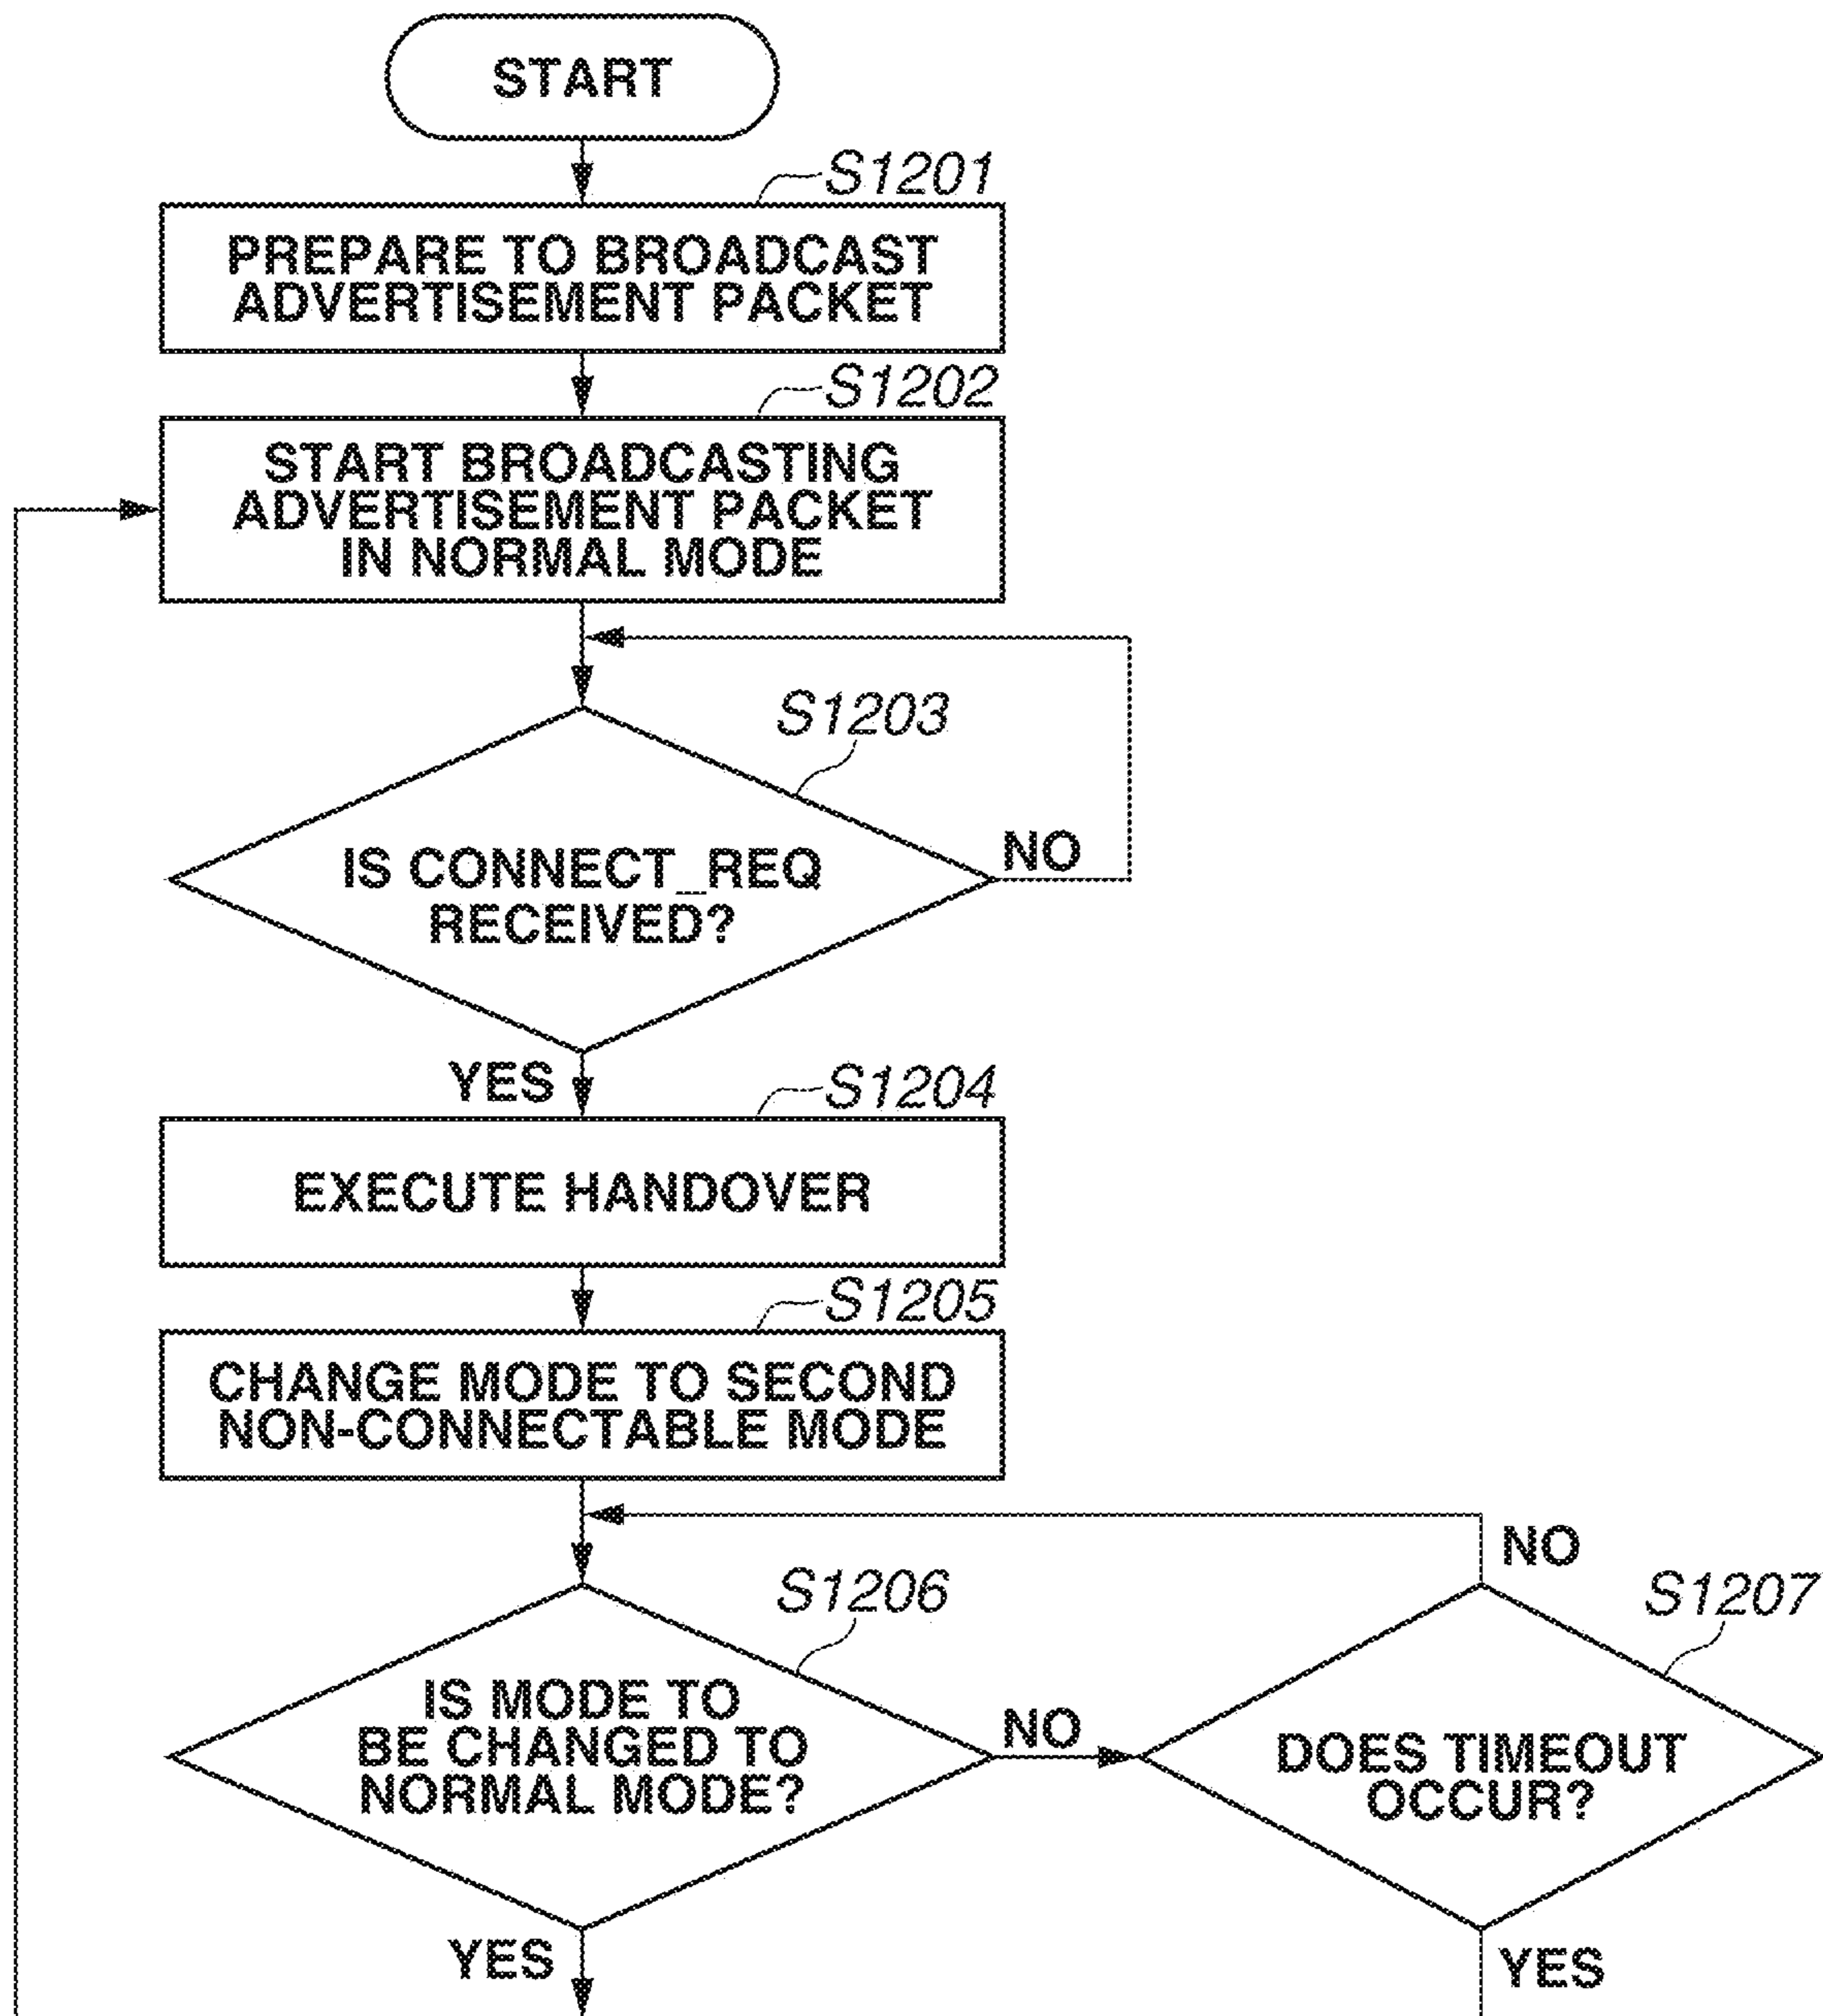 START
S1201
PREPARE TO BROADCAST
ADVERTISEMENT PACKET
S1202
START BROADCASTING
ADVERTISEMENT PACKET
IN NORMAL MODE
S1203
IS CONNECT_REQ
RECEIVED?
NO
YES
S1204
EXECUTE HANDOVER
S1205
CHANGE MODE TO SECOND
NON-CONNECTABLE MODE
S1206
IS MODE TO
BE CHANGED TO
NORMAL MODE?
NO
YES
NO
S1207
DOES TIMEOUT
OCCUR?
YES